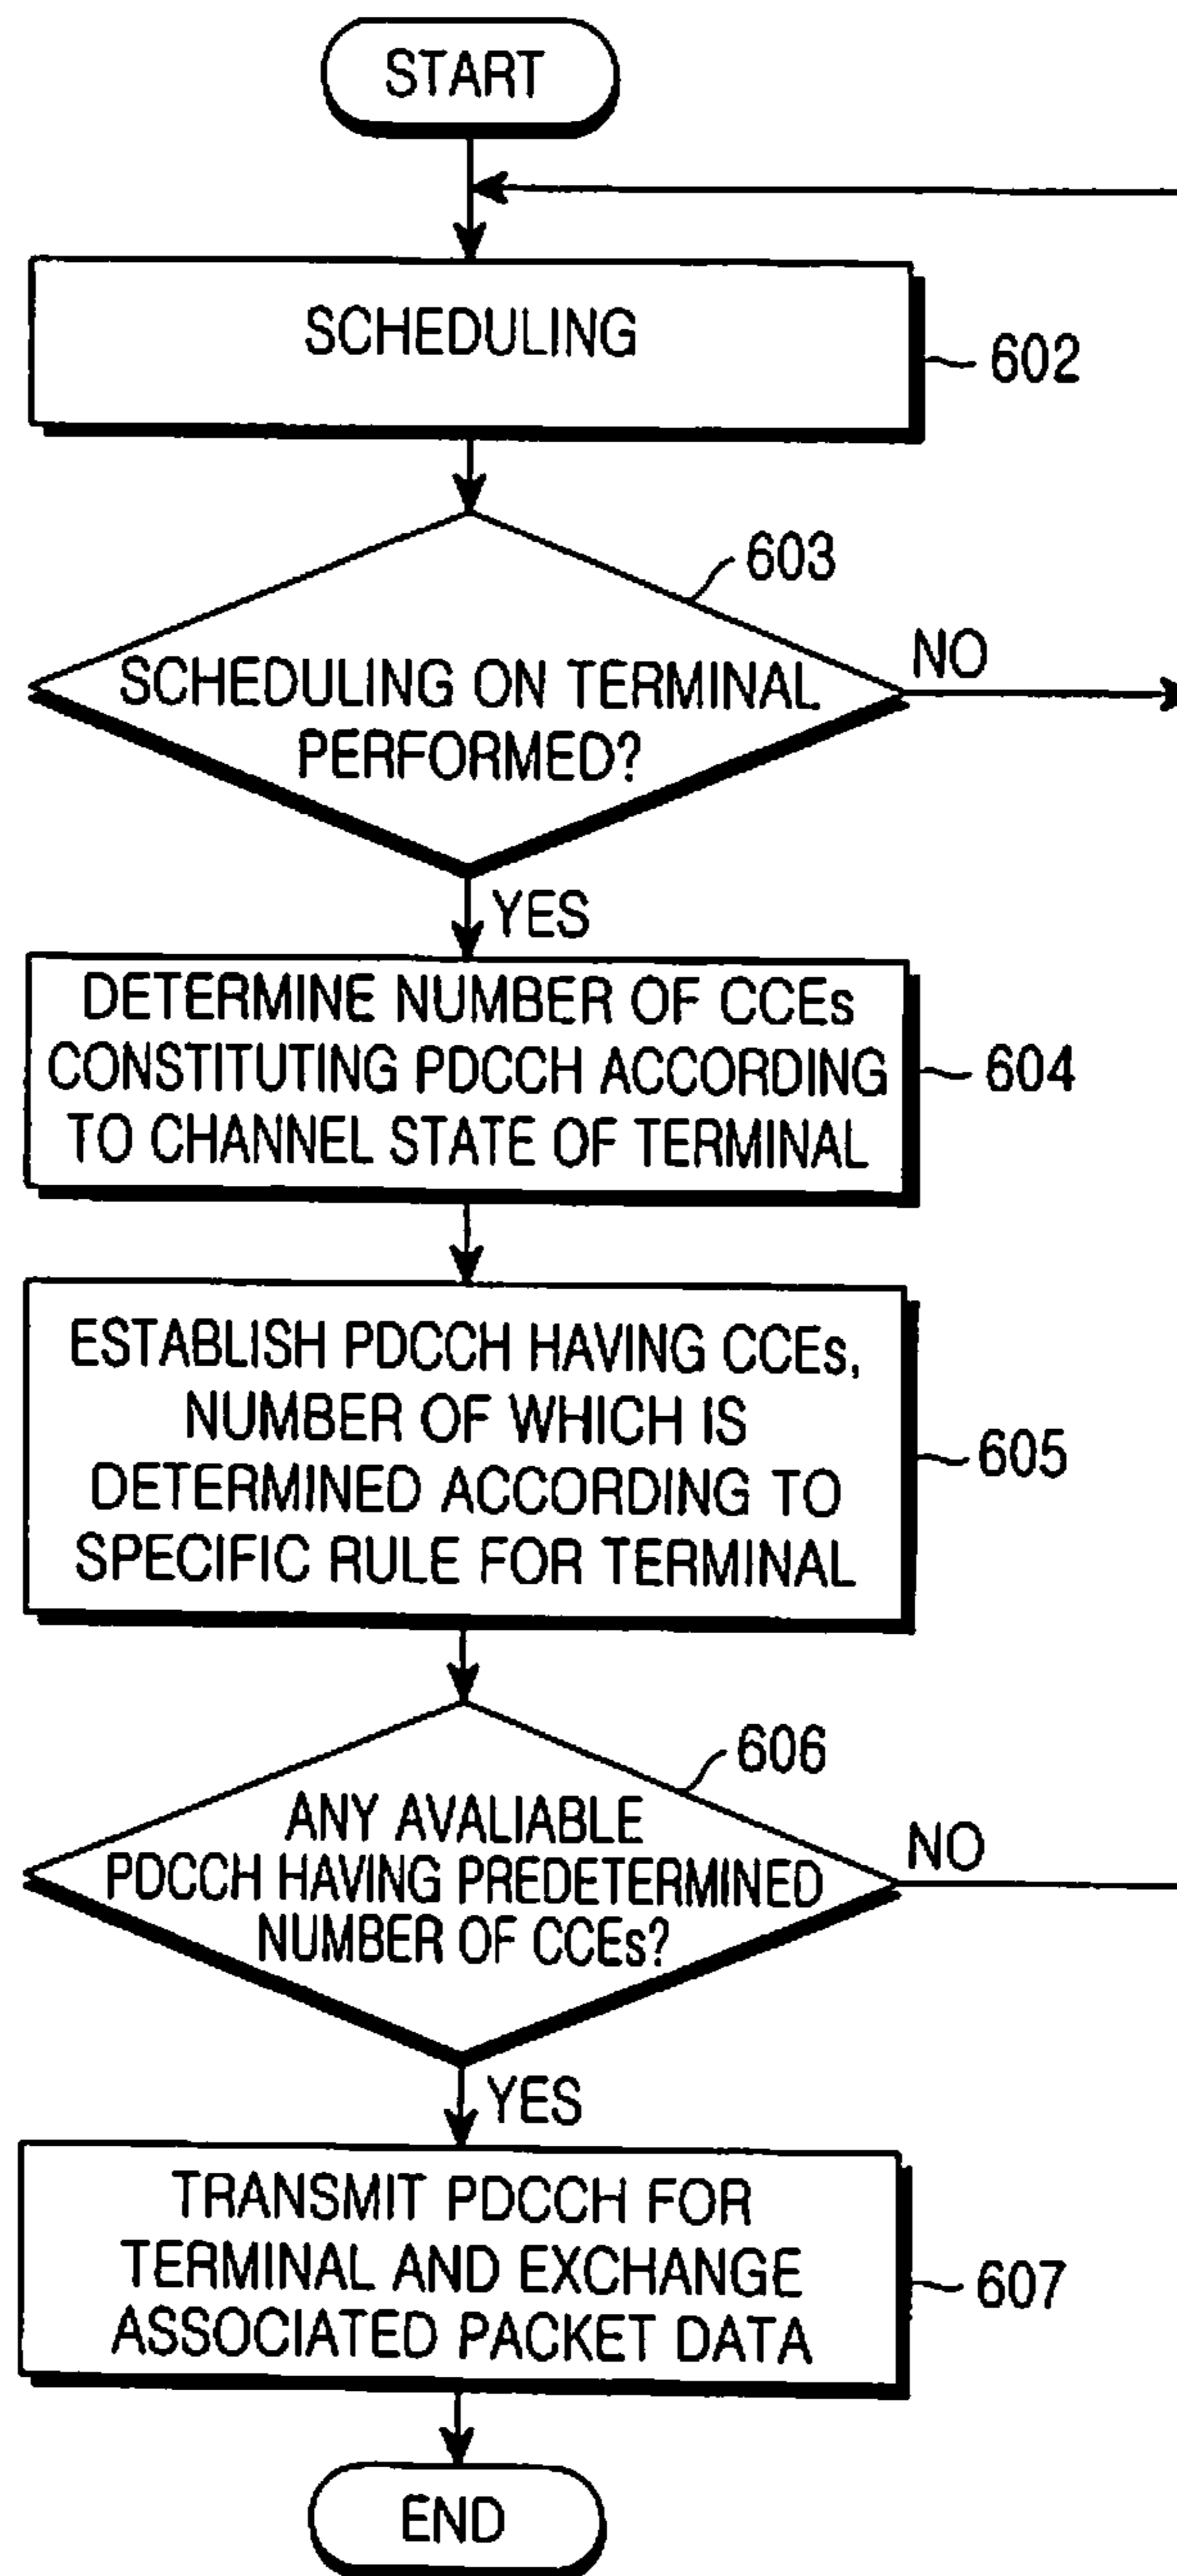 START
SCHEDULING
602
603
SCHEDULING ON TERMINAL
PERFORMED?
NO
YES
DETERMINE NUMBER OF CCEs
CONSTITUTING PDCCH ACCORDING
TO CHANNEL STATE OF TERMINAL
604
ESTABLISH PDCCH HAVING CCEs,
NUMBER OF WHICH IS
DETERMINED ACCORDING TO
SPECIFIC RULE FOR TERMINAL
605
606
ANY AVALIABLE
PDCCH HAVING PREDETERMINED
NUMBER OF CCEs?
NO
YES
TRANSMIT PDCCH FOR
TERMINAL AND EXCHANGE
ASSOCIATED PACKET DATA
607
END